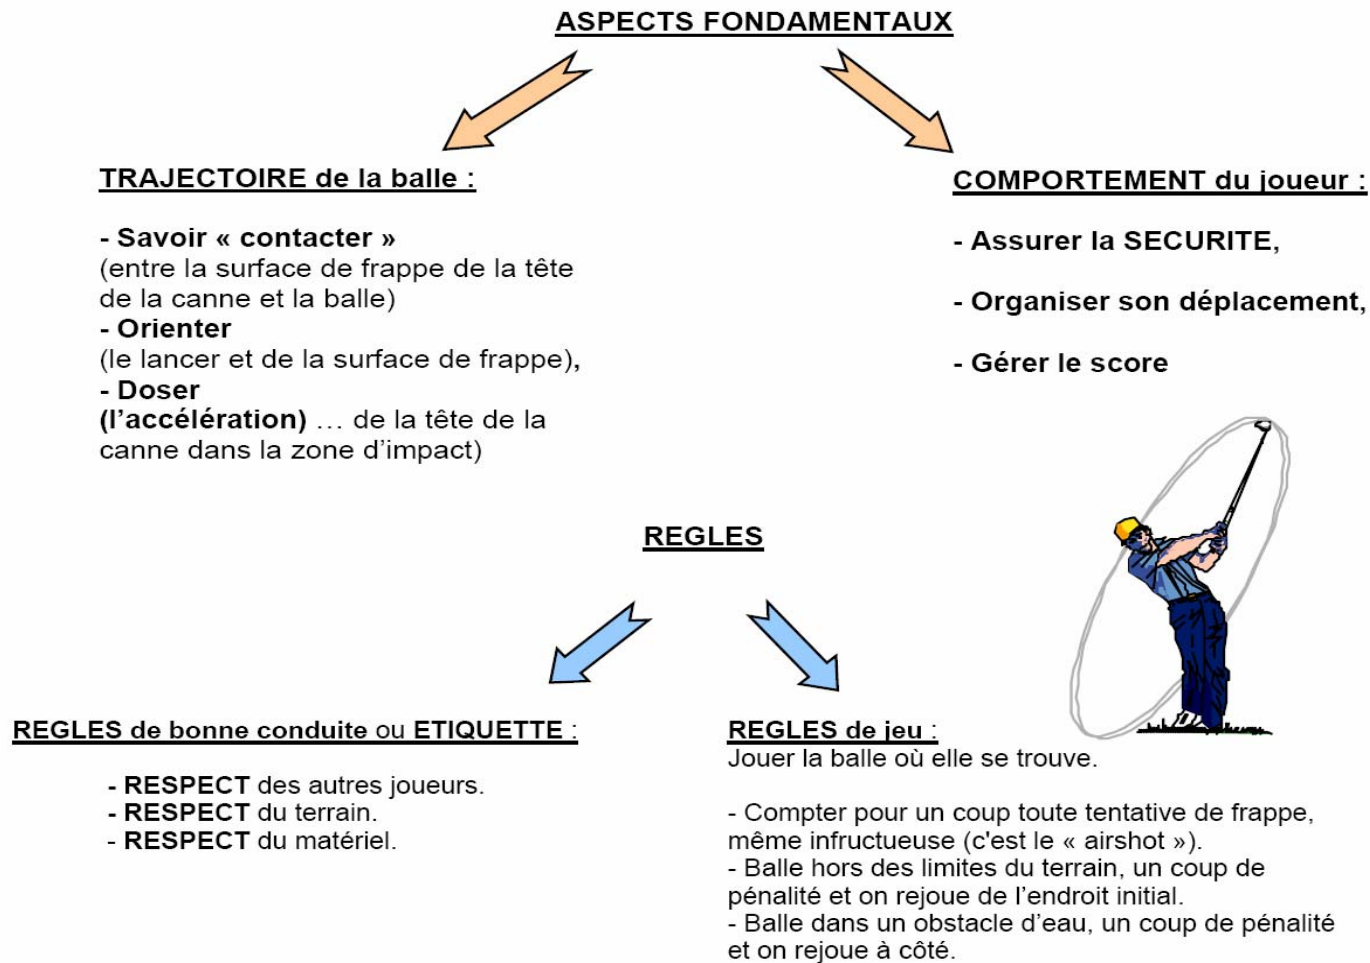 ASPECTS FONDAMENTAUX
TRAJECTOIRE de la balle :
- Savoir « contacter »
(entre la surface de frappe de la tête
de la canne et la balle)
- Orienter
(le lancer et de la surface de frappe),
- Doser
(l'accélération) … de la tête de la
canne dans la zone d'impact)
COMPORTEMENT du joueur :
- Assurer la SECURITE,
- Organiser son déplacement,
- Gérer le score
REGLES
REGLES de bonne conduite ou ETIQUETTE :
- RESPECT des autres joueurs.
- RESPECT du terrain.
- RESPECT du matériel.
REGLES de jeu :
Jouer la balle où elle se trouve.
- Compter pour un coup toute tentative de frappe,
même infructueuse (c'est le « airshot »).
- Balle hors des limites du terrain, un coup de
pénalité et on rejoue de l'endroit initial.
- Balle dans un obstacle d'eau, un coup de pénalité
et on rejoue à côté.